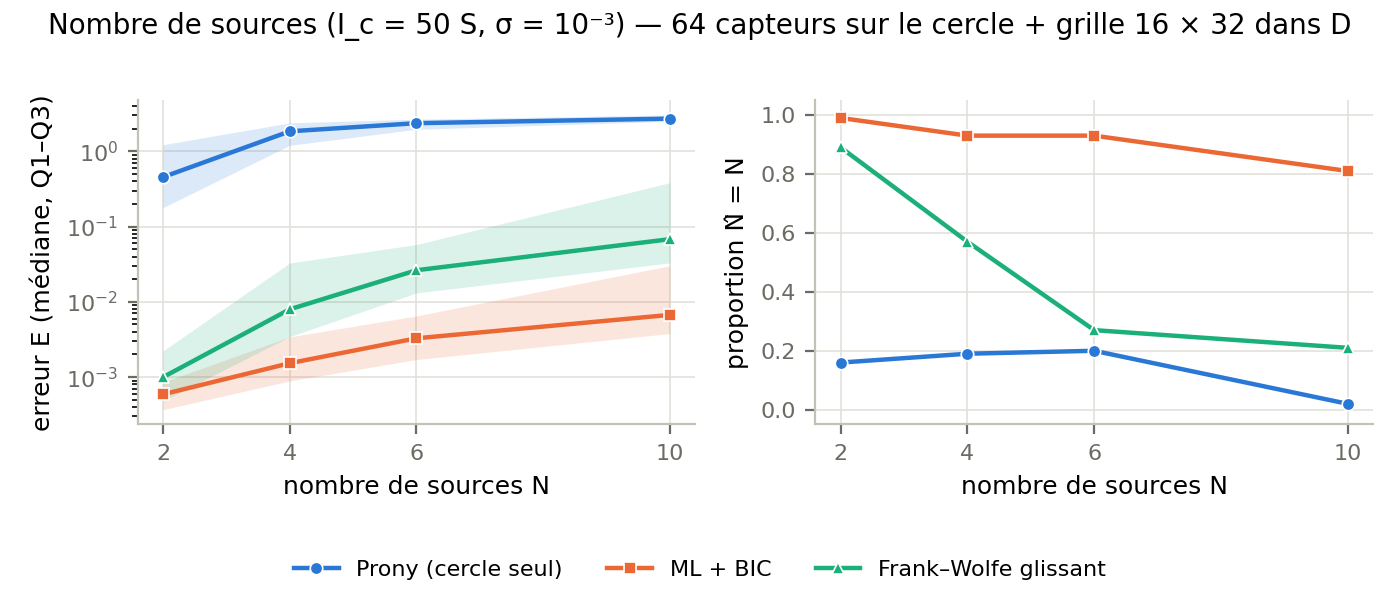 Nombre de sources (I_c = 50 S, σ = 10⁻³) — 64 capteurs sur le cercle + grille 16 × 32 dans D
erreur E (médiane, Q1–Q3)
10⁰
10⁻¹
10⁻²
10⁻³
2 4 6 10
nombre de sources N
proportion N̂ = N
1.0
0.8
0.6
0.4
0.2
0.0
2 4 6 10
nombre de sources N
Prony (cercle seul) ML + BIC Frank–Wolfe glissant